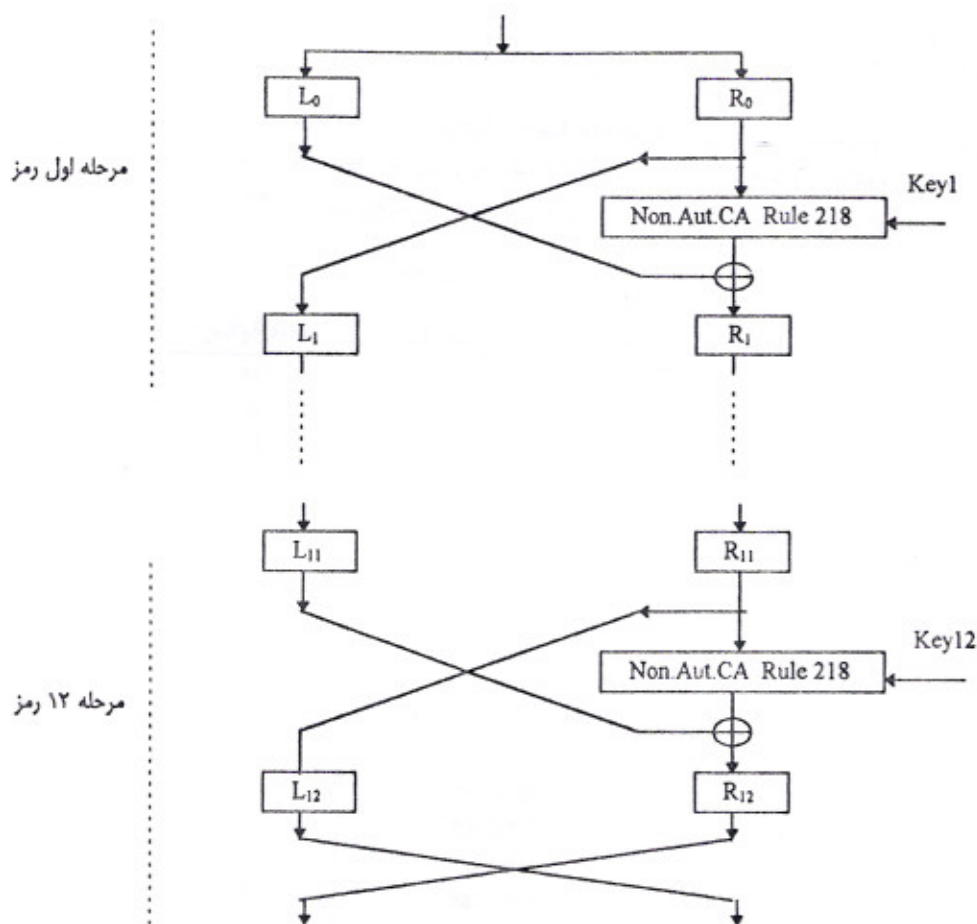 L₀
R₀
مرحله اول رمز
Key1
Non.Aut.CA Rule 218
L₁
R₁
L₁₁
R₁₁
Key12
Non.Aut.CA Rule 218
مرحله ۱۲ رمز
L₁₂
R₁₂